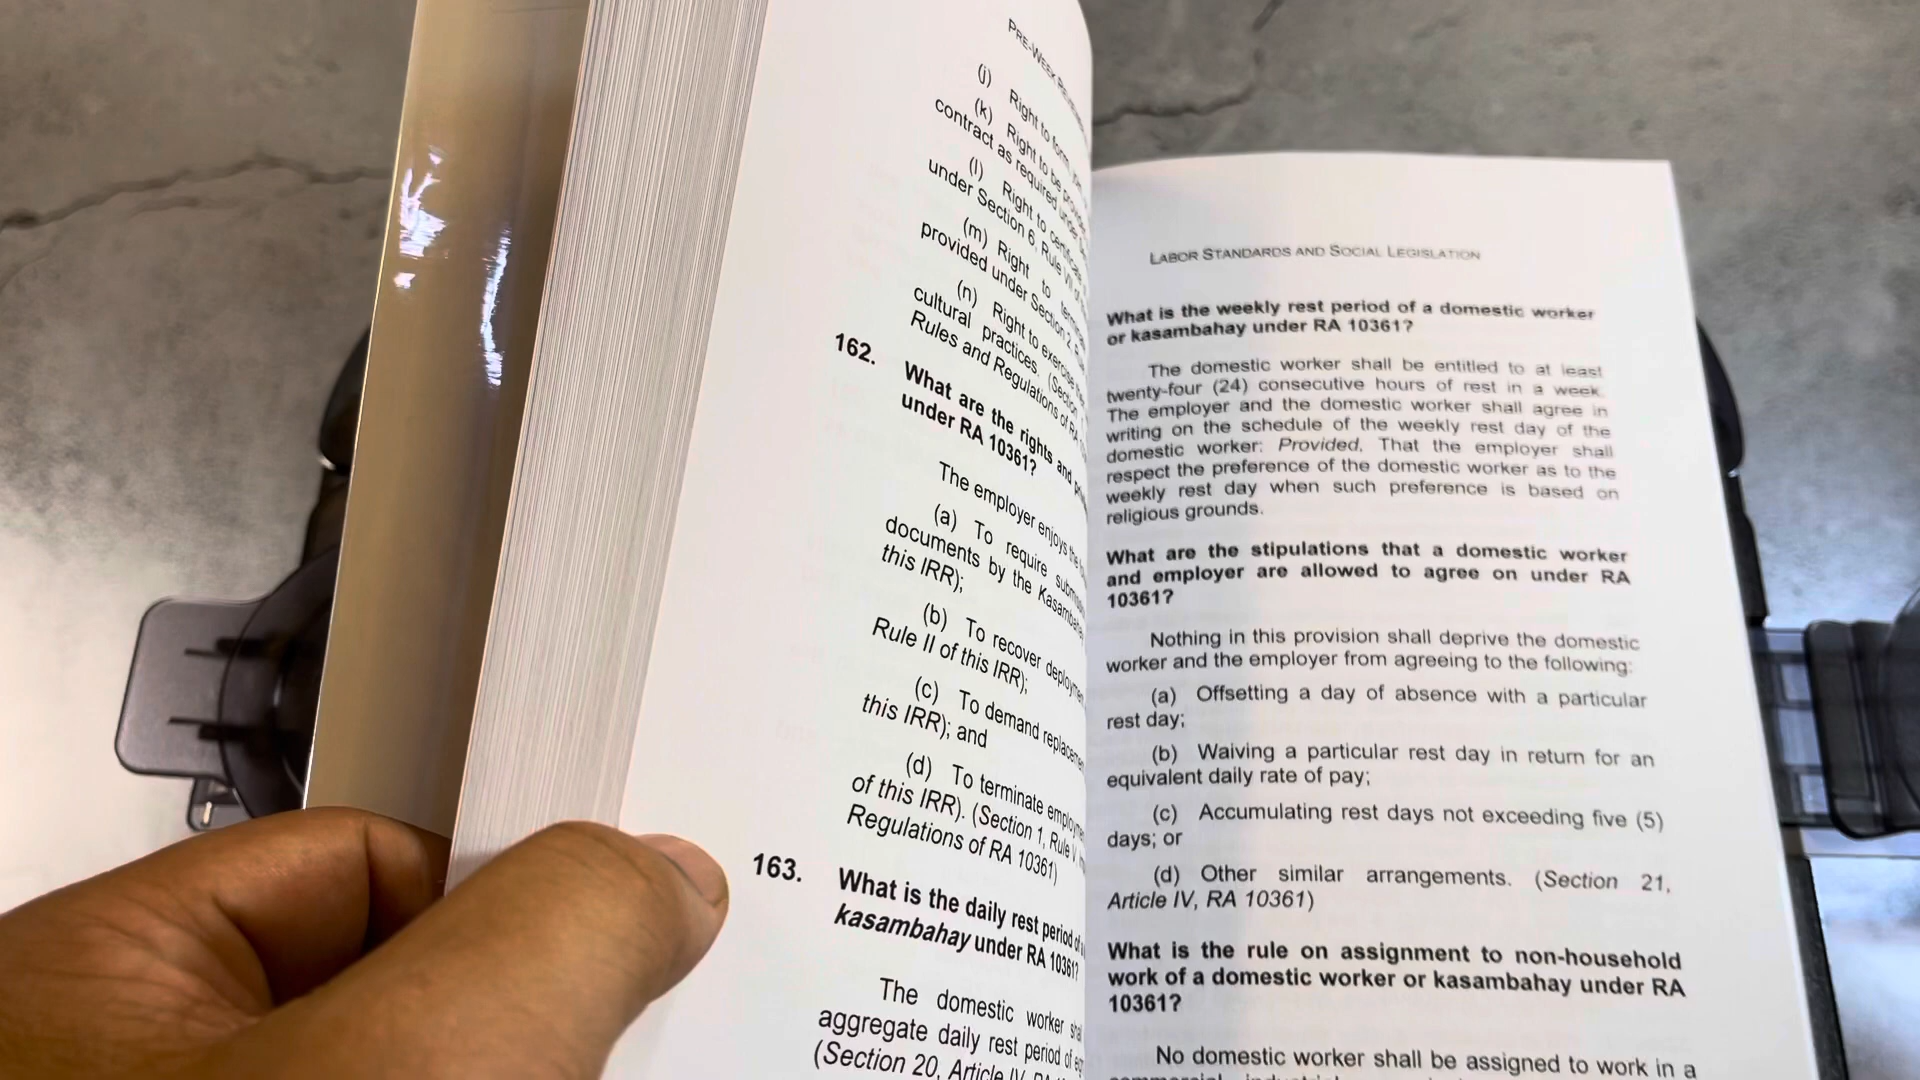 PRE-WEEK
(j) Right to form,
(k) Right to be
contract as required under
(l) Right to certificate
under Section 6, Rule VII of
(m) Right to
provided under Section 2,
(n) Right to exercise
cultural practices. (Section
Rules and Regulations of RA
162. What are the rights and
under RA 10361?
The employer enjoys the
(a) To require
documents by the Kasambahay
this IRR);
(b) To recover
Rule II of this IRR);
(c) To demand
this IRR); and
(d) To terminate
of this IRR). (Section 1, Rule V,
Regulations of RA 10361)
163. What is the daily rest period of
kasambahay under RA 10361?
The domestic worker
aggregate daily rest period of
(Section 20, Article IV,
LABOR STANDARDS AND SOCIAL LEGISLATION
What is the weekly rest period of a domestic worker
or kasambahay under RA 10361?
The domestic worker shall be entitled to at least
twenty-four (24) consecutive hours of rest in a week.
The employer and the domestic worker shall agree in
writing on the schedule of the weekly rest day of the
domestic worker: Provided, That the employer shall
respect the preference of the domestic worker as to the
weekly rest day when such preference is based on
religious grounds.
What are the stipulations that a domestic worker
and employer are allowed to agree on under RA
10361?
Nothing in this provision shall deprive the domestic
worker and the employer from agreeing to the following:
(a) Offsetting a day of absence with a particular
rest day;
(b) Waiving a particular rest day in return for an
equivalent daily rate of pay;
(c) Accumulating rest days not exceeding five (5)
days; or
(d) Other similar arrangements. (Section 21,
Article IV, RA 10361)
What is the rule on assignment to non-household
work of a domestic worker or kasambahay under RA
10361?
No domestic worker shall be assigned to work in a